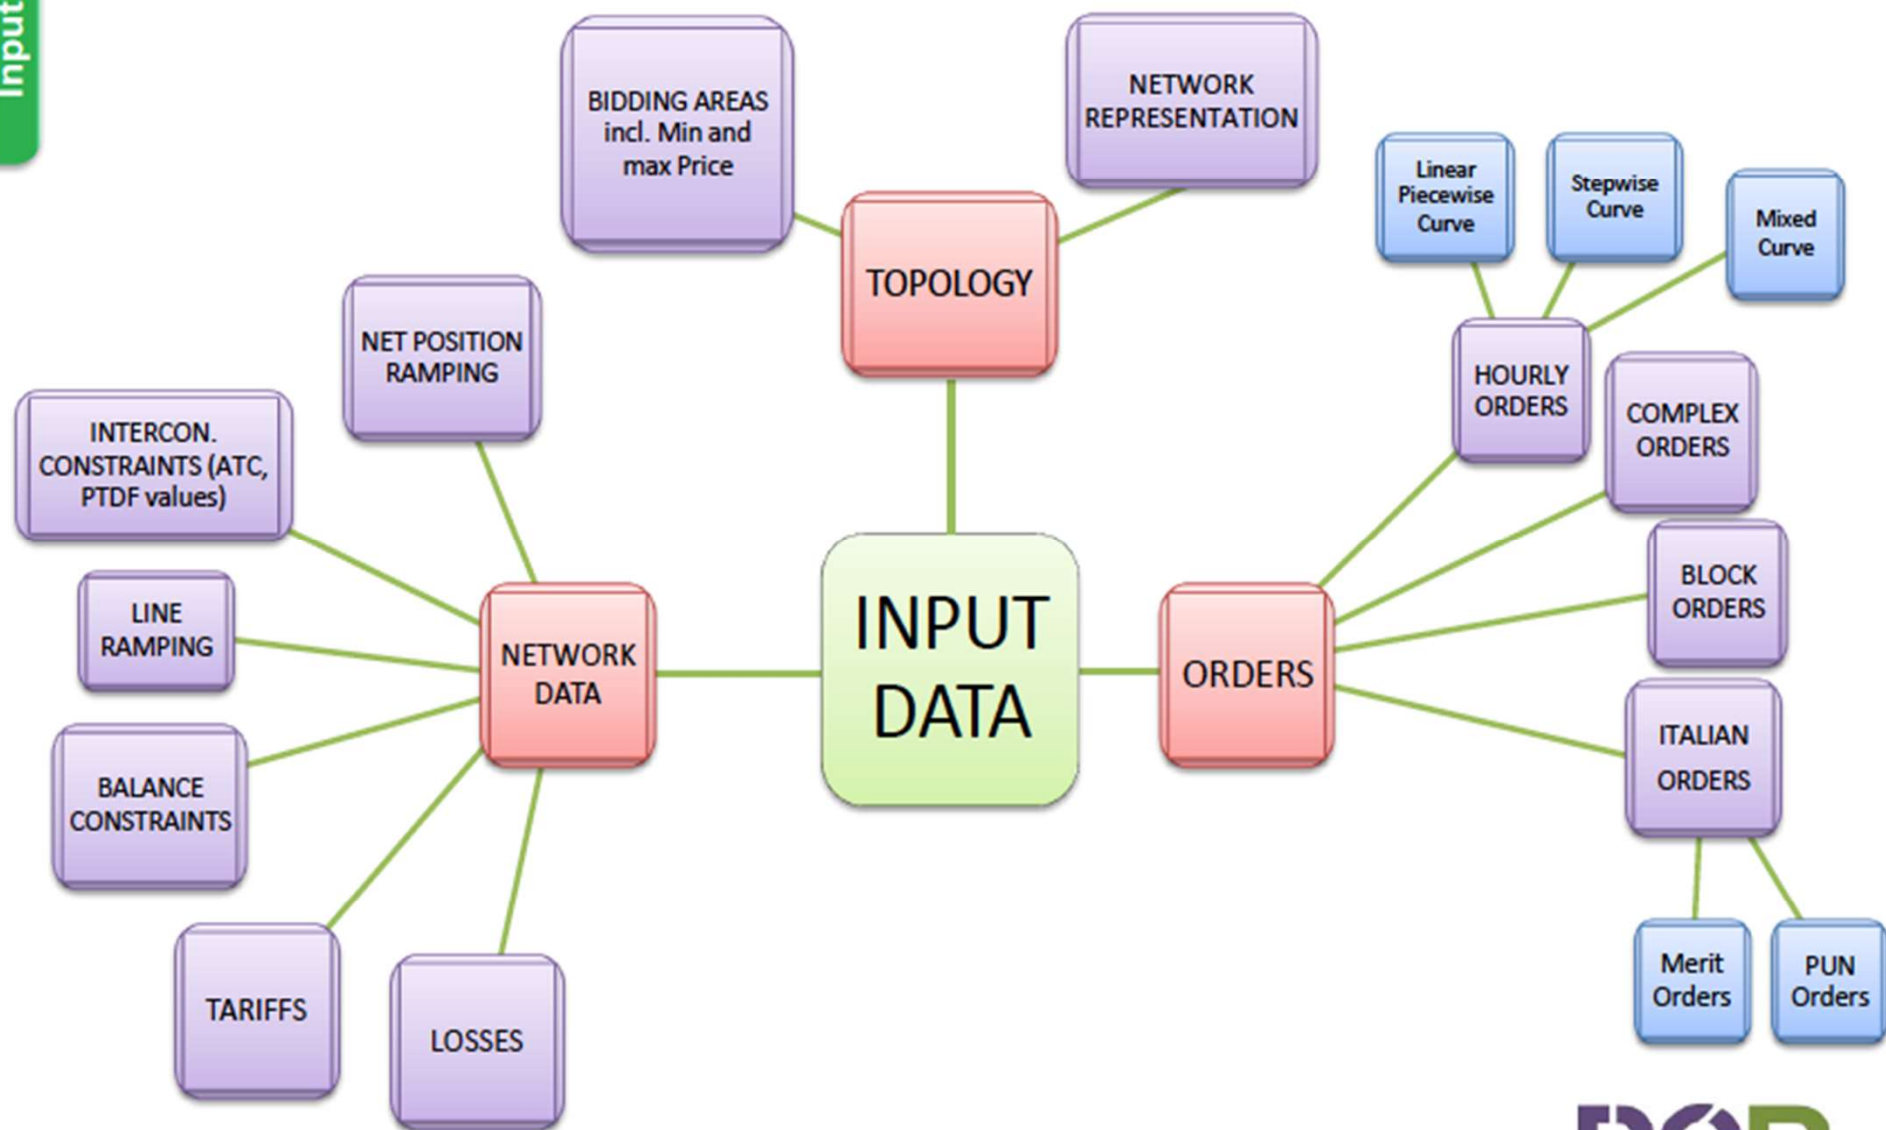 Input
BIDDING AREAS
incl. Min and
max Price
NETWORK
REPRESENTATION
TOPOLOGY
Linear
Piecewise
Curve
Stepwise
Curve
Mixed
Curve
NET POSITION
RAMPING
HOURLY
ORDERS
COMPLEX
ORDERS
INTERCON.
CONSTRAINTS (ATC,
PTDF values)
LINE
RAMPING
BLOCK
ORDERS
NETWORK
DATA
INPUT
DATA
ORDERS
BALANCE
CONSTRAINTS
ITALIAN
ORDERS
TARIFFS
LOSSES
Merit
Orders
PUN
Orders